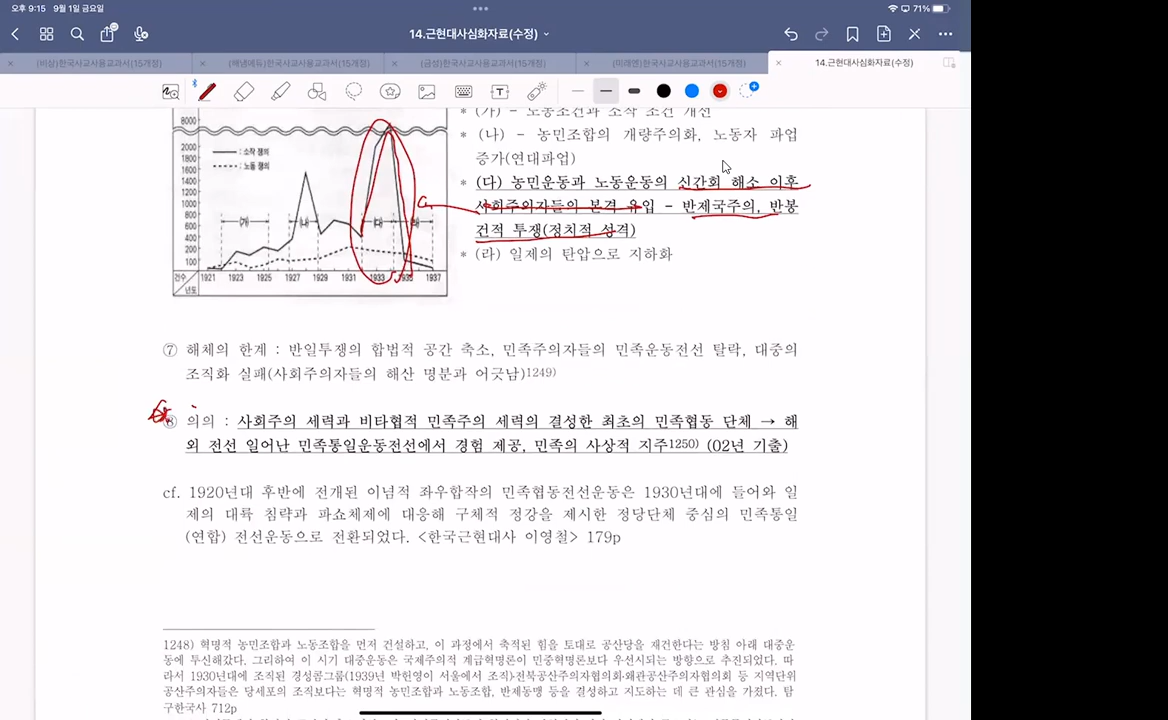 오후 9:15 9월 1일 금요일
71%
14.근현대사심화자료(수정)
(비상)한국사교사용교과서(15개정)
(해냄에듀)한국사교사용교과서(15개정)
(금성)한국사교사용교과서(15개정)
(미래엔)한국사교사용교과서(15개정)
14.근현대사심화자료(수정)
* (가) - 노동조건과 소작 조건 개선
* (나) - 농민조합의 개량주의화, 노동자 파업
증가(연대파업)
* (다) 농민운동과 노동운동의 신간회 해소 이후
사회주의자들의 본격 유입 - 반제국주의, 반봉
건적 투쟁(정치적 성격)
* (라) 일제의 탄압으로 지하화
8000
2000
1800
1600
1400
1200
1000
800
600
400
200
100
: 소작 쟁의
: 노동 쟁의
(가)
(나)
(다)
(라)
건수
년도
1921 1923 1925 1927 1929 1931 1933 1935 1937
⑦ 해체의 한계 : 반일투쟁의 합법적 공간 축소, 민족주의자들의 민족운동전선 탈락, 대중의
조직화 실패(사회주의자들의 해산 명분과 어긋남)1249)
⑧ 의의 : 사회주의 세력과 비타협적 민족주의 세력의 결성한 최초의 민족협동 단체 → 해
외 전선 일어난 민족통일운동전선에서 경험 제공, 민족의 사상적 지주1250) (02년 기출)
cf. 1920년대 후반에 전개된 이념적 좌우합작의 민족협동전선운동은 1930년대에 들어와 일
제의 대륙 침략과 파쇼체제에 대응해 구체적 정강을 제시한 정당단체 중심의 민족통일
(연합) 전선운동으로 전환되었다. <한국근현대사 이영철> 179p
1248) 혁명적 농민조합과 노동조합을 먼저 건설하고, 이 과정에서 축적된 힘을 토대로 공산당을 재건한다는 방침 아래 대중운
동에 투신해갔다. 그리하여 이 시기 대중운동은 국제주의적 계급혁명론이 민중혁명론보다 우선시되는 방향으로 추진되었다. 따
라서 1930년대에 조직된 경성콤그룹(1939년 박헌영이 서울에서 조직)·전북공산주의자협의회·왜관공산주의자협의회 등 지역단위
공산주의자들은 당세포의 조직보다는 혁명적 농민조합과 노동조합, 반제동맹 등을 결성하고 지도하는 데 큰 관심을 가졌다. 탐
구한국사 712p